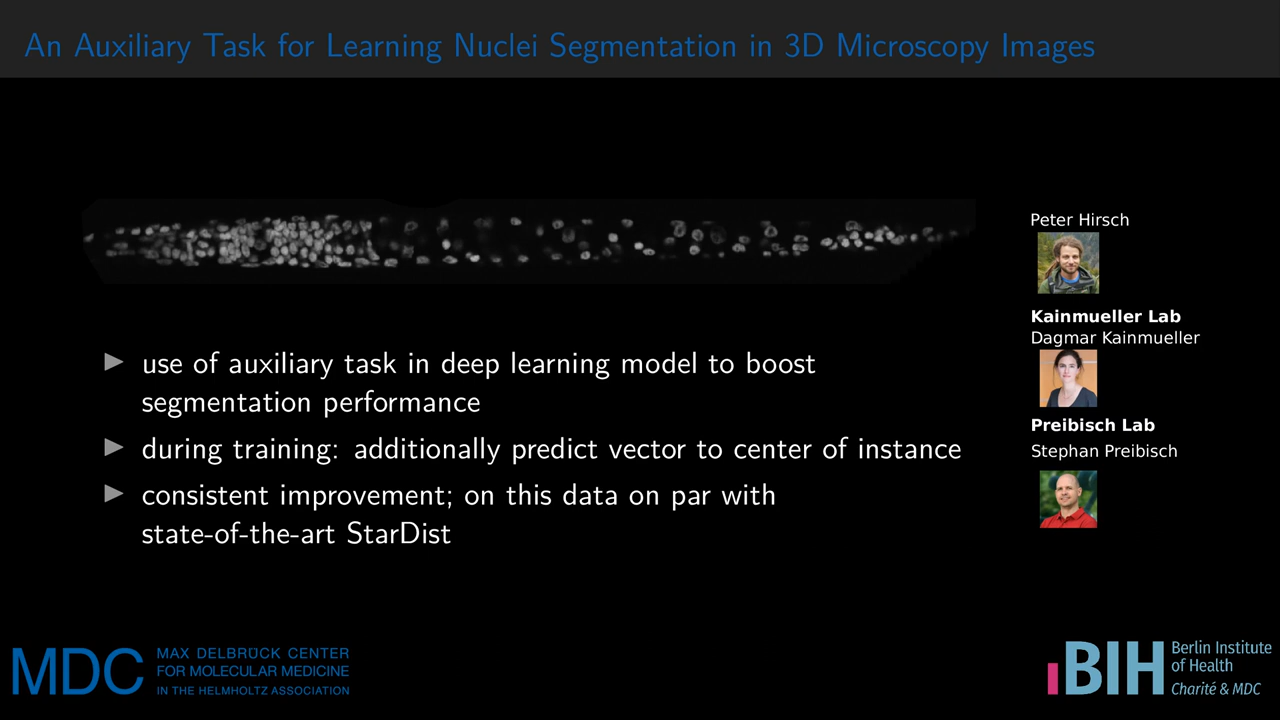 An Auxiliary Task for Learning Nuclei Segmentation in 3D Microscopy Images
use of auxiliary task in deep learning model to boost
segmentation performance
during training: additionally predict vector to center of instance
consistent improvement; on this data on par with
state-of-the-art StarDist
Peter Hirsch
Kainmueller Lab
Dagmar Kainmueller
Preibisch Lab
Stephan Preibisch
MDC
MAX DELBRÜCK CENTER
FOR MOLECULAR MEDICINE
IN THE HELMHOLTZ ASSOCIATION
BIH
Berlin Institute
of Health
Charité & MDC